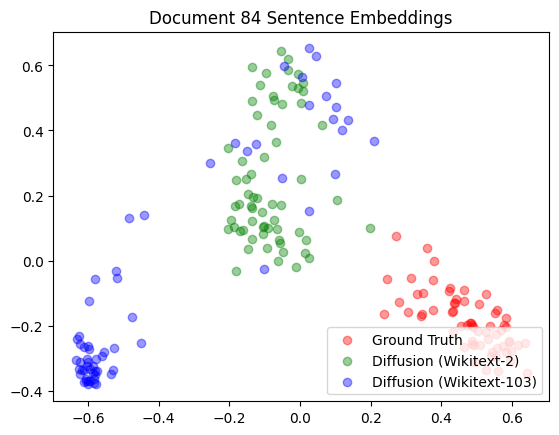 Document 84 Sentence Embeddings
0.6
0.4
0.2
0.0
−0.2
−0.4
Ground Truth
Diffusion (Wikitext-2)
Diffusion (Wikitext-103)
−0.6 −0.4 −0.2 0.0 0.2 0.4 0.6